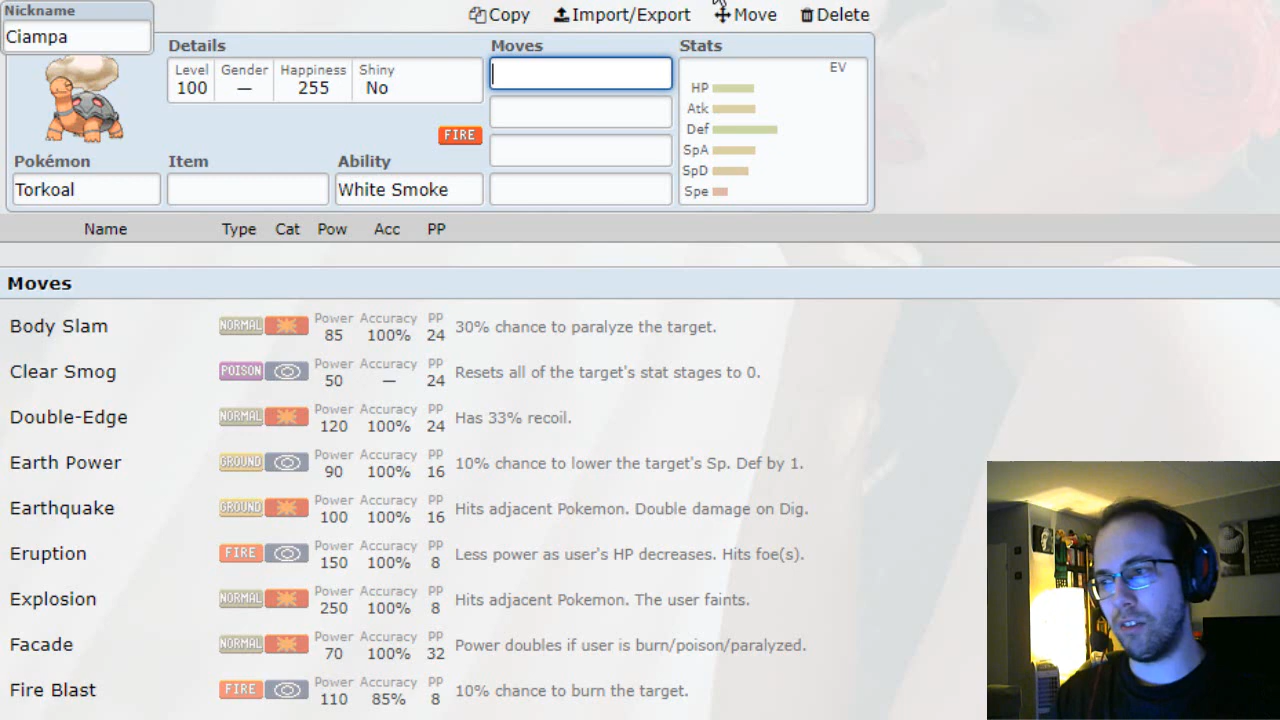 Nickname
Ciampa
Copy Import/Export Move Delete
Details
Level Gender Happiness Shiny
100 — 255 No
FIRE
Pokémon Item Ability
Torkoal White Smoke
Moves
Stats
EV
HP
Atk
Def
SpA
SpD
Spe
Name Type Cat Pow Acc PP
Moves
Body Slam NORMAL Power 85 Accuracy 100% PP 24 30% chance to paralyze the target.
Clear Smog POISON Power 50 Accuracy — PP 24 Resets all of the target's stat stages to 0.
Double-Edge NORMAL Power 120 Accuracy 100% PP 24 Has 33% recoil.
Earth Power GROUND Power 90 Accuracy 100% PP 16 10% chance to lower the target's Sp. Def by 1.
Earthquake GROUND Power 100 Accuracy 100% PP 16 Hits adjacent Pokemon. Double damage on Dig.
Eruption FIRE Power 150 Accuracy 100% PP 8 Less power as user's HP decreases. Hits foe(s).
Explosion NORMAL Power 250 Accuracy 100% PP 8 Hits adjacent Pokemon. The user faints.
Facade NORMAL Power 70 Accuracy 100% PP 32 Power doubles if user is burn/poison/paralyzed.
Fire Blast FIRE Power 110 Accuracy 85% PP 8 10% chance to burn the target.